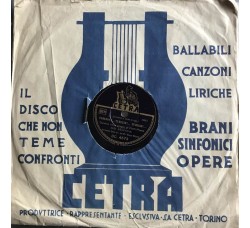 BALLABILI
CANZONI
LIRICHE
IL
DISCO
CHE NON
TEME
CONFRONTI
BRANI
SINFONICI
OPERE
CETRA
PRODUTTRICE · RAPPRESENTANTE · ESCLUSIVA · SA CETRA · TORINO